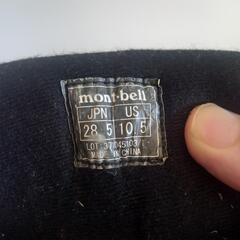 mont-bell
JPN US
28.5 10.5
MADE IN CHINA